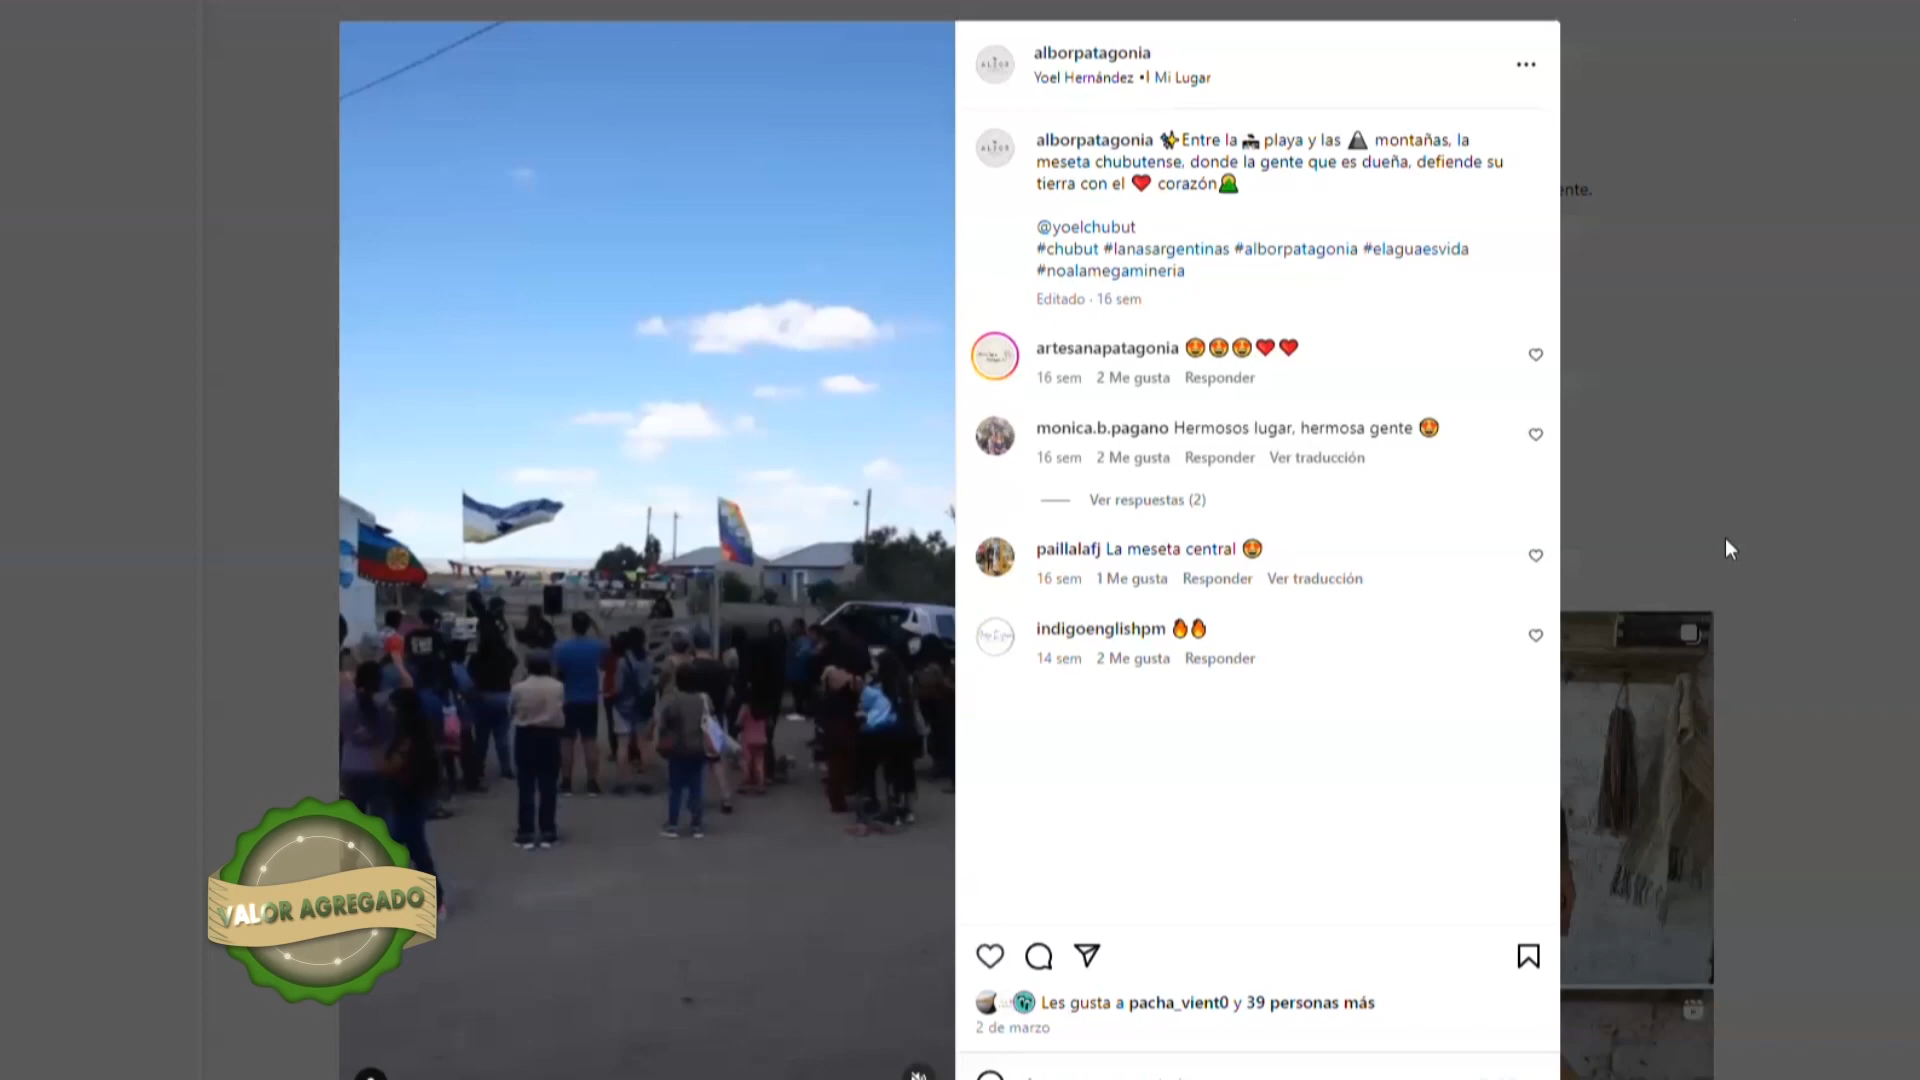 alborpatagonia
Yoel Hernández • Mi Lugar
alborpatagonia ✨Entre la 🏖 playa y las ⛰ montañas, la
meseta chubutense, donde la gente que es dueña, defiende su
tierra con el ❤️ corazón
@yoelchubut
#chubut #lanasargentinas #alborpatagonia #elaguaesvida
#noalamegamineria
Editado · 16 sem
artesanapatagonia 🤩🤩🤩❤️❤️
16 sem 2 Me gusta Responder
monica.b.pagano Hermosos lugar, hermosa gente 🤩
16 sem 2 Me gusta Responder Ver traducción
Ver respuestas (2)
paillalafj La meseta central 🤩
16 sem 1 Me gusta Responder Ver traducción
indigoenglishpm 🔥🔥
14 sem 2 Me gusta Responder
Les gusta a pacha_vient0 y 39 personas más
2 de marzo
ente.
VALOR AGREGADO